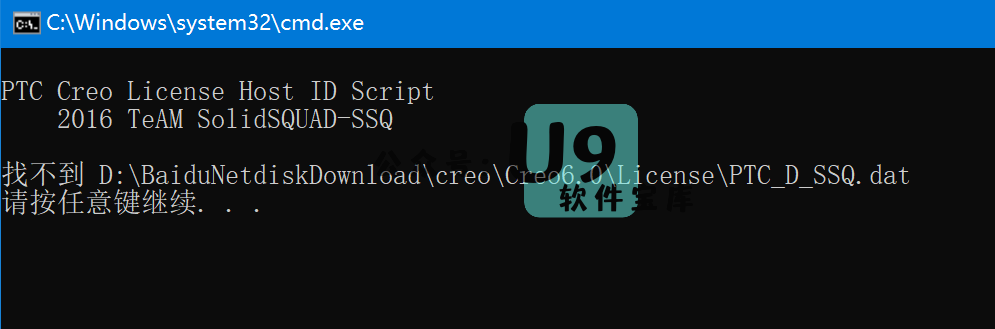 C:\Windows\system32\cmd.exe
PTC Creo License Host ID Script
2016 TeAM SolidSQUAD-SSQ
公众号：
U9
软件宝库
找不到 D:\BaiduNetdiskDownload\creo\Creo6.0\License\PTC_D_SSQ.dat
请按任意键继续. . .